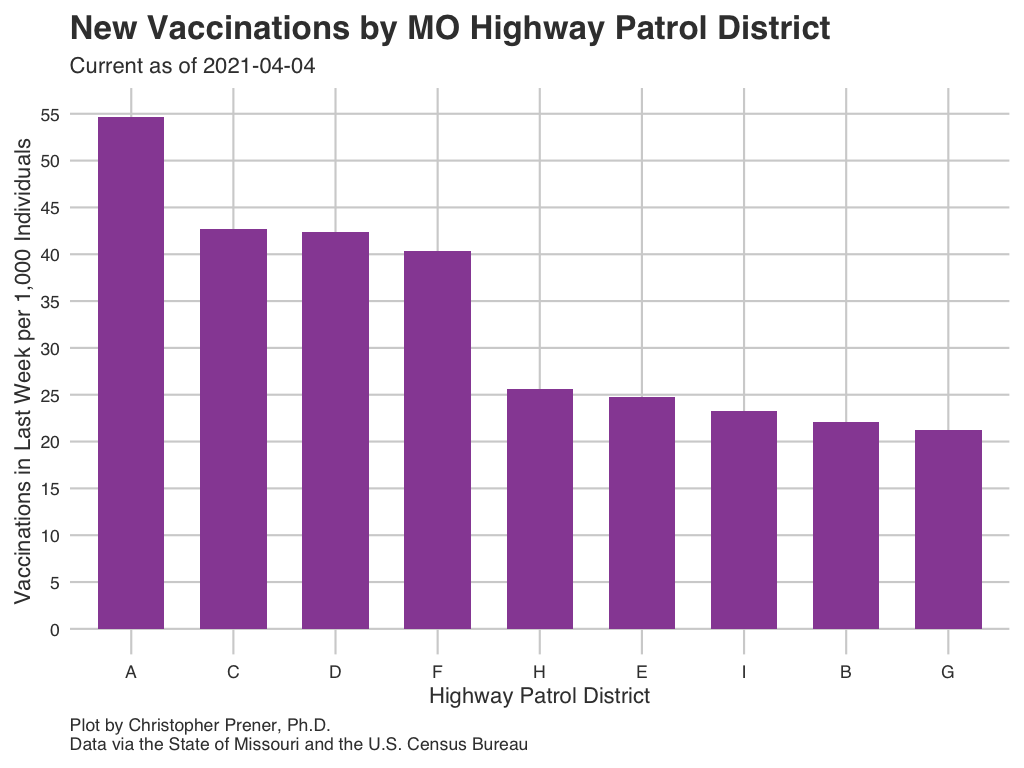 New Vaccinations by MO Highway Patrol District
Current as of 2021-04-04
Vaccinations in Last Week per 1,000 Individuals
55
50
45
40
35
30
25
20
15
10
5
0
A C D F H E I B G
Highway Patrol District
Plot by Christopher Prener, Ph.D.
Data via the State of Missouri and the U.S. Census Bureau